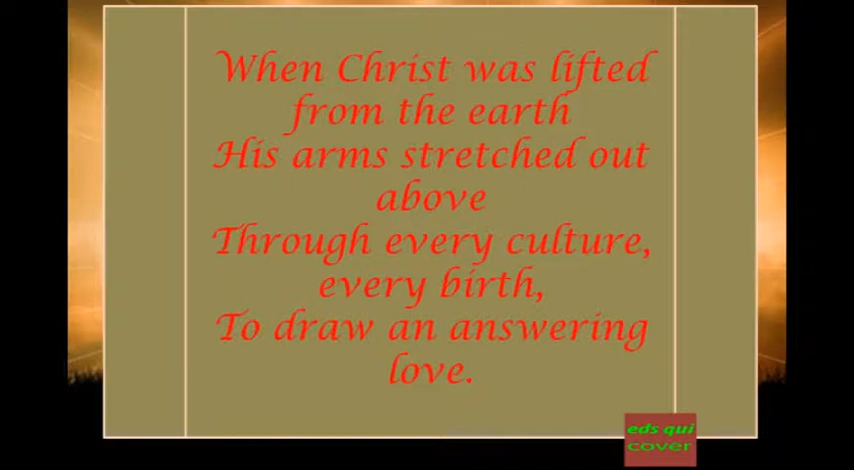 When Christ was lifted
from the earth
His arms stretched out
above
Through every culture,
every birth,
To draw an answering
love.
eds qui
cover